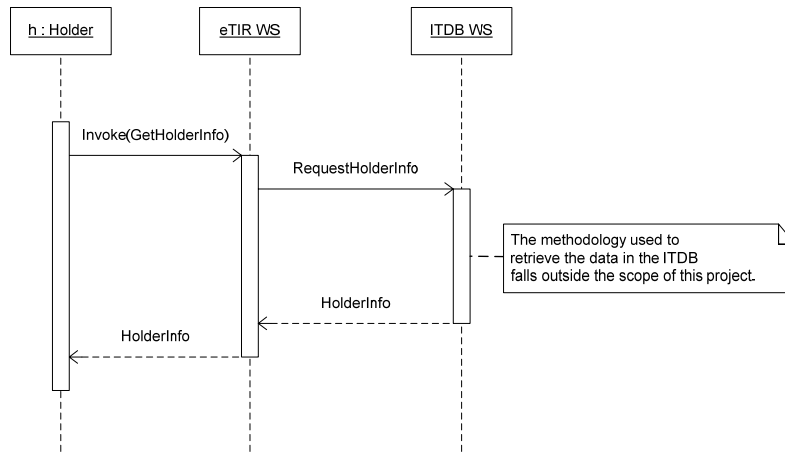 h : Holder
eTIR WS
ITDB WS
Invoke(GetHolderInfo)
RequestHolderInfo
The methodology used to
retrieve the data in the ITDB
falls outside the scope of this project.
HolderInfo
HolderInfo